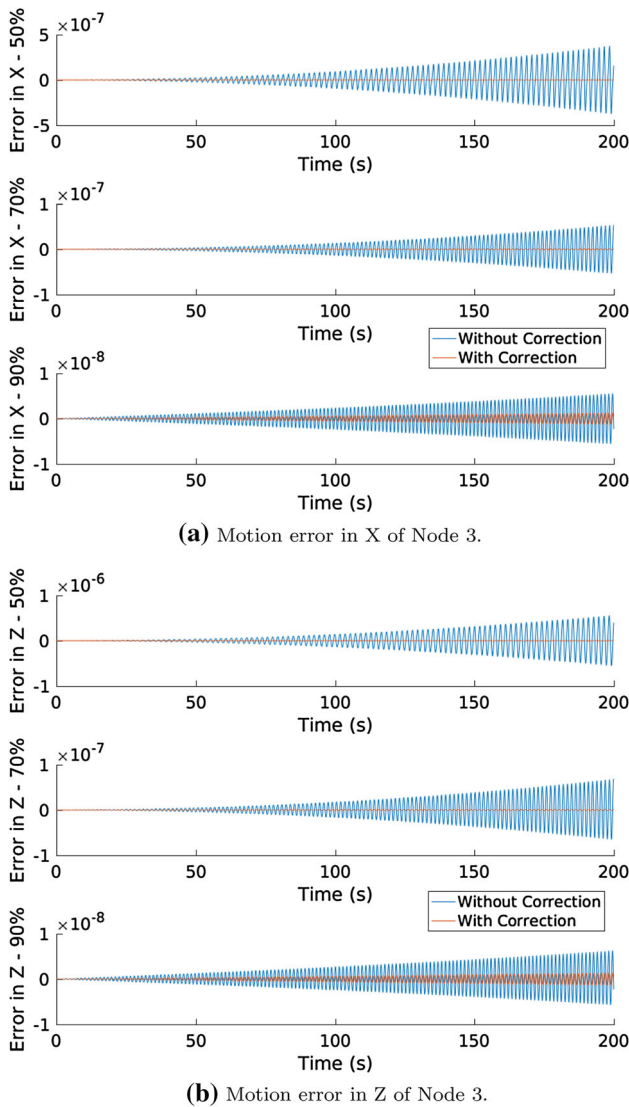 Error in X - 50%
×10⁻⁷
5
0
-5
0 50 100 150 200
Time (s)
Error in X - 70%
×10⁻⁷
1
0
-1
0 50 100 150 200
Time (s)
Without Correction
With Correction
Error in X - 90%
×10⁻⁸
1
0
-1
0 50 100 150 200
Time (s)
(a) Motion error in X of Node 3.
Error in Z - 50%
×10⁻⁶
1
0
-1
0 50 100 150 200
Time (s)
Error in Z - 70%
×10⁻⁷
1
0
-1
0 50 100 150 200
Time (s)
Without Correction
With Correction
Error in Z - 90%
×10⁻⁸
1
0
-1
0 50 100 150 200
Time (s)
(b) Motion error in Z of Node 3.